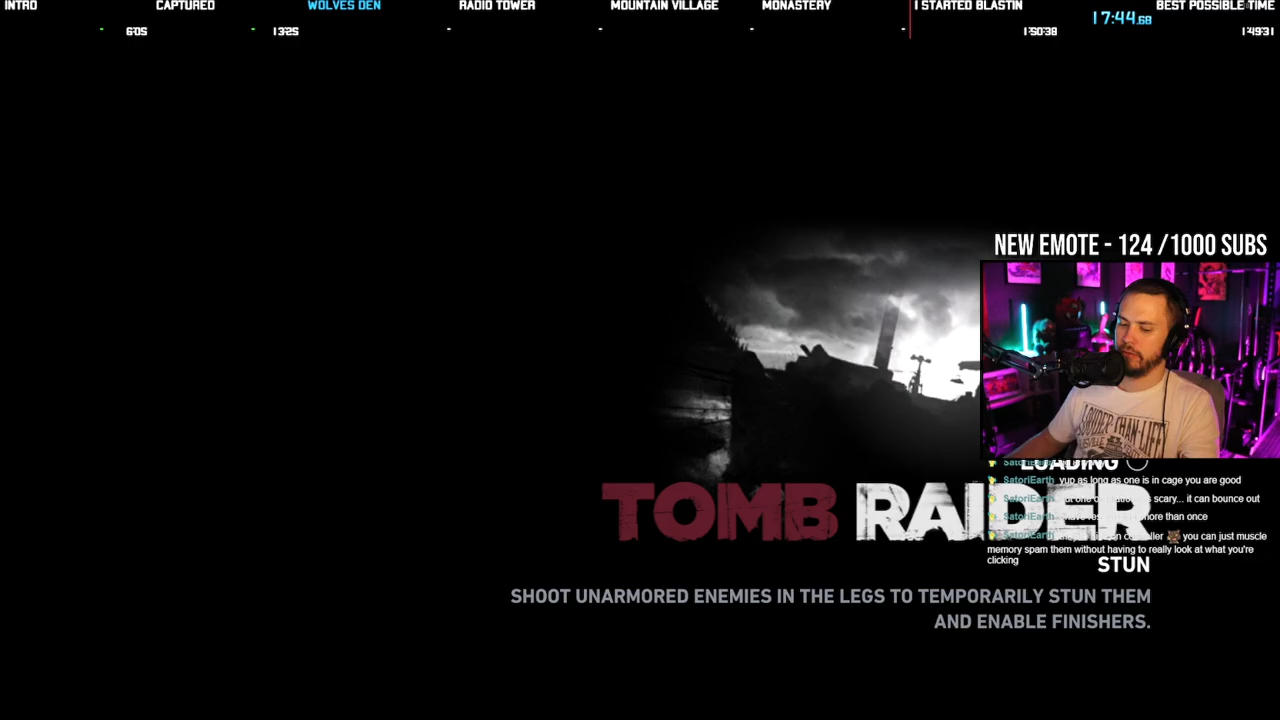 INTRO
CAPTURED
WOLVES DEN
RADIO TOWER
MOUNTAIN VILLAGE
MONASTERY
I STARTED BLASTIN
17:44.68
BEST POSSIBLE TIME
-
6:05
-
13:25
-
-
-
-
1:50:38
1:49:31
NEW EMOTE - 124 /1000 SUBS
LOADING
SatoriEarth yup as long as one is in cage you are good
SatoriEarth scary... it can bounce out
SatoriEarth more than once
SatoriEarth you can just muscle
memory spam them without having to really look at what you're
clicking
TOMB RAIDER
STUN
SHOOT UNARMORED ENEMIES IN THE LEGS TO TEMPORARILY STUN THEM
AND ENABLE FINISHERS.